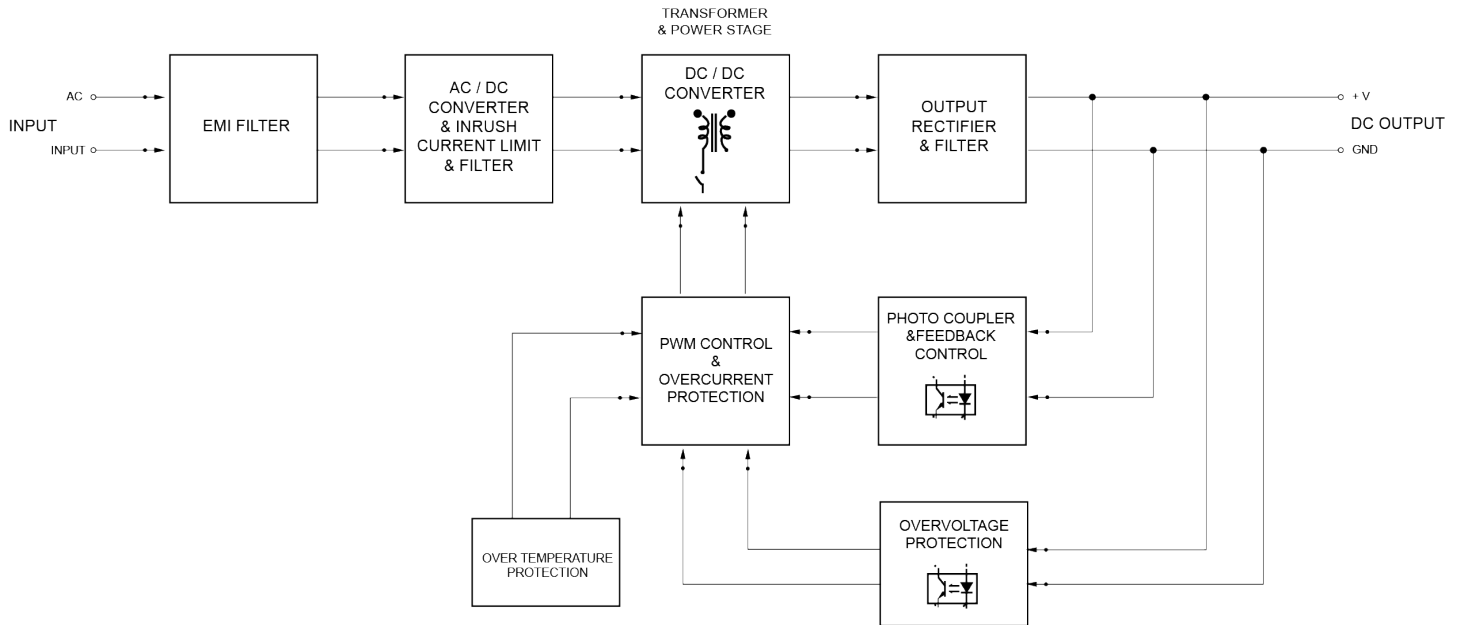 TRANSFORMER
& POWER STAGE
INPUT
AC
INPUT
EMI FILTER
AC / DC
CONVERTER
& INRUSH
CURRENT LIMIT
& FILTER
DC / DC
CONVERTER
OUTPUT
RECTIFIER
& FILTER
+ V
DC OUTPUT
GND
PWM CONTROL
&
OVERCURRENT
PROTECTION
PHOTO COUPLER
&FEEDBACK
CONTROL
OVER TEMPERATURE
PROTECTION
OVERVOLTAGE
PROTECTION